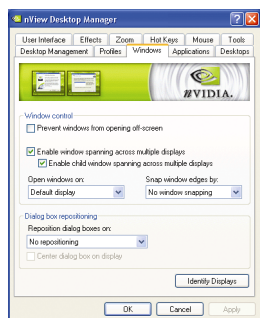 nView Desktop Manager
User Interface Effects Zoom Hot Keys Mouse Tools
Desktop Management Profiles Windows Applications Desktops
NVIDIA.
Window control
Prevent windows from opening off-screen
Enable window spanning across multiple displays
Enable child window spanning across multiple displays
Open windows on: Snap window edges by:
Default display No window snapping
Dialog box repositioning
Reposition dialog boxes on:
No repositioning
Center dialog box on display
Identify Displays
OK Cancel Apply